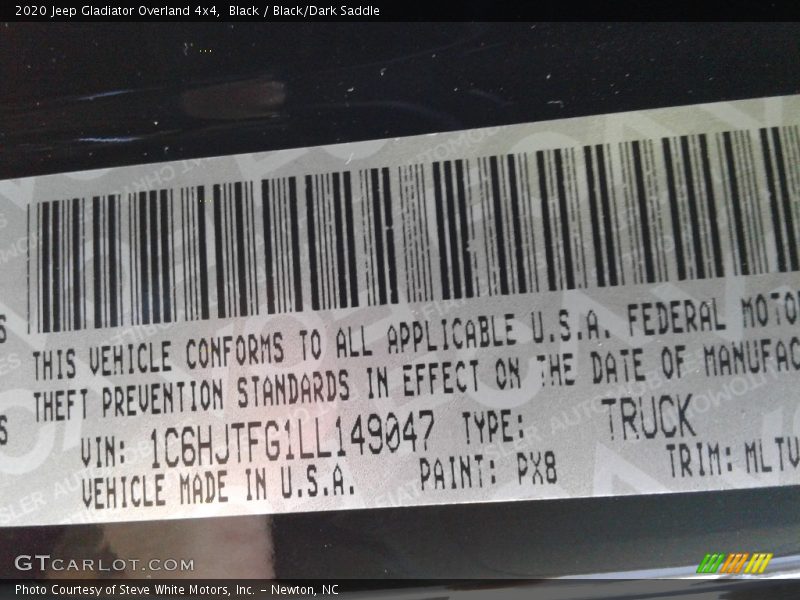 2020 Jeep Gladiator Overland 4x4,  Black / Black/Dark Saddle
THIS VEHICLE CONFORMS TO ALL APPLICABLE U.S.A. FEDERAL MOTO
THEFT PREVENTION STANDARDS IN EFFECT ON THE DATE OF MANUFAC
VIN: 1C6HJTFG1LL149047 TYPE: TRUCK
VEHICLE MADE IN U.S.A. PAINT: PX8 TRIM: MLTV
GTCARLOT.COM
Photo Courtesy of Steve White Motors, Inc. – Newton, NC